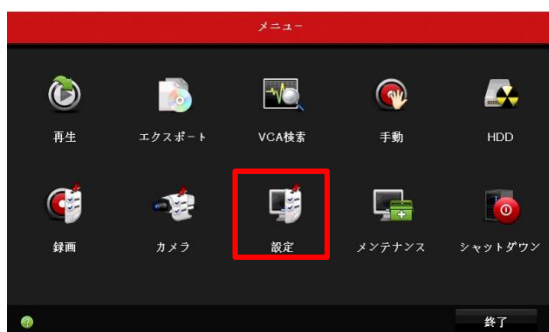 メニュー
再生 エクスポート VCA検索 手動 HDD
録画 カメラ 設定 メンテナンス シャットダウン
終了